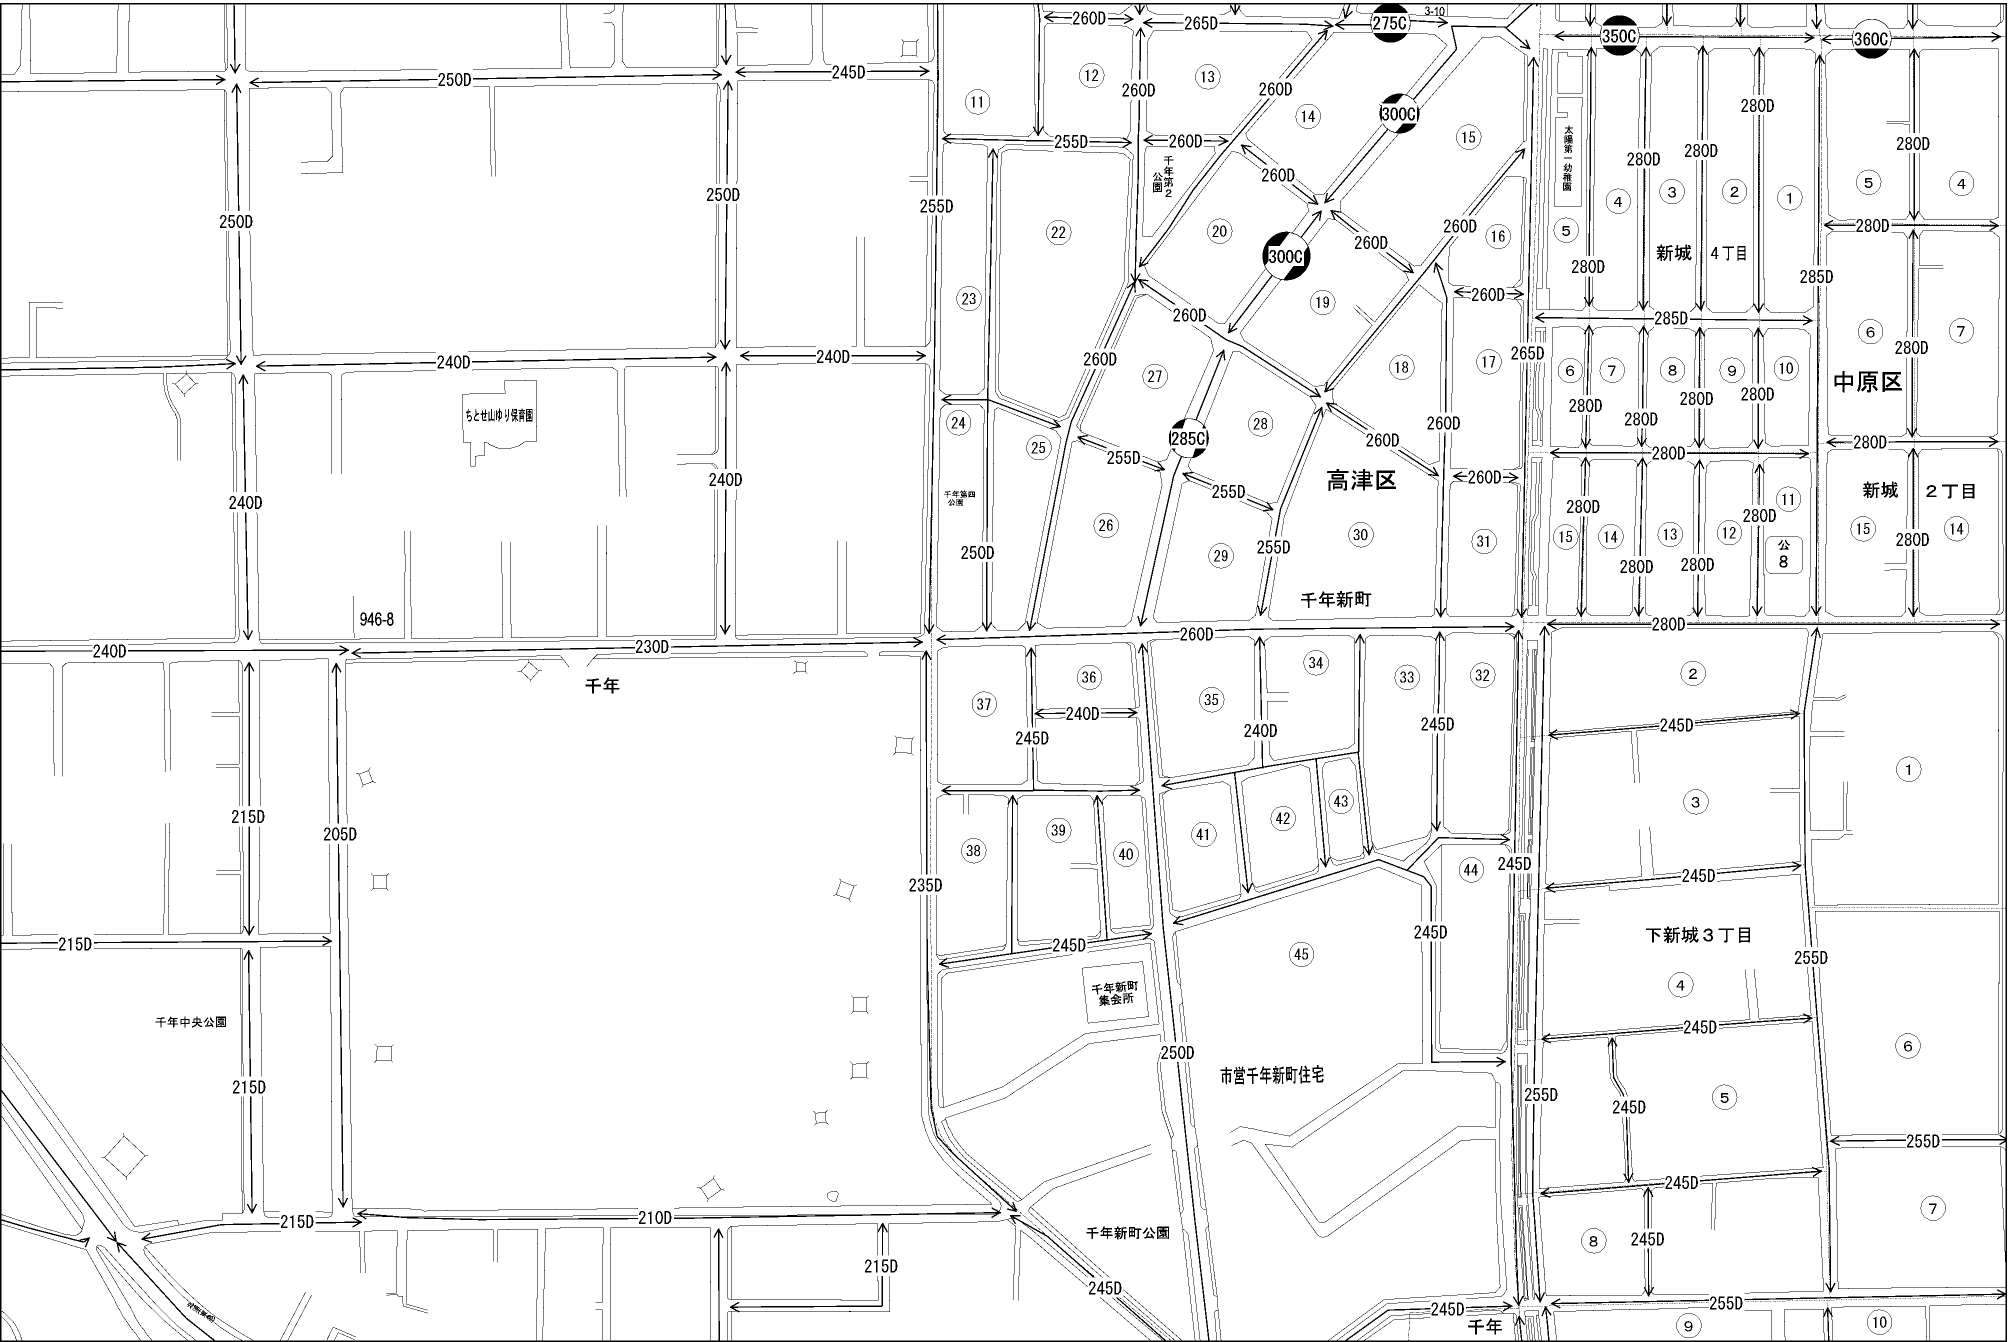 260D
265D
275C
3-10
350C
360C
250D
245D
12
13
260D
260D
11
14
300C
280D
15
太陽第一幼稚園
255D
260D
280D
280D
280D
280D
千年第2
公園
260D
5
4
250D
250D
255D
4
3
2
1
22
20
260D
260D
16
5
280D
新城
4丁目
300C
280D
285D
23
19
260D
260D
285D
6
7
240D
240D
260D
265D
280D
27
18
17
6
7
8
9
10
中原区
ちとせ山ゆり保育園
280D
280D
280D
280D
24
25
28
285C
260D
260D
280D
280D
255D
高津区
260D
240D
240D
千年第四
公園
255D
新城
2丁目
280D
280D
11
26
15
14
250D
29
255D
30
31
15
14
13
12
公
8
280D
280D
280D
946-8
千年新町
240D
230D
260D
280D
千年
37
36
35
34
33
32
2
240D
245D
240D
245D
245D
1
3
215D
205D
38
39
40
41
42
43
44
235D
245D
245D
215D
245D
245D
45
下新城3丁目
255D
千年新町
集会所
4
千年中央公園
245D
250D
6
市営千年新町住宅
215D
255D
245D
5
255D
245D
215D
210D
7
千年新町公園
8
245D
215D
245D
245D
255D
千年
9
10